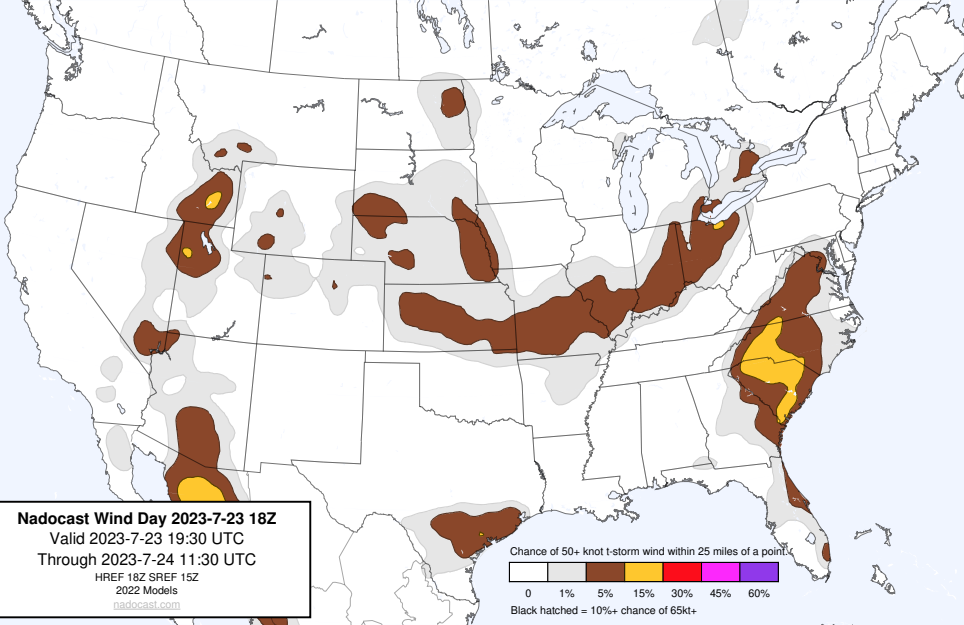 Nadocast Wind Day 2023-7-23 18Z
Valid 2023-7-23 19:30 UTC
Through 2023-7-24 11:30 UTC
HREF 18Z SREF 15Z
2022 Models
nadocast.com
Chance of 50+ knot t-storm wind within 25 miles of a point.
0 1% 5% 15% 30% 45% 60%
Black hatched = 10%+ chance of 65kt+